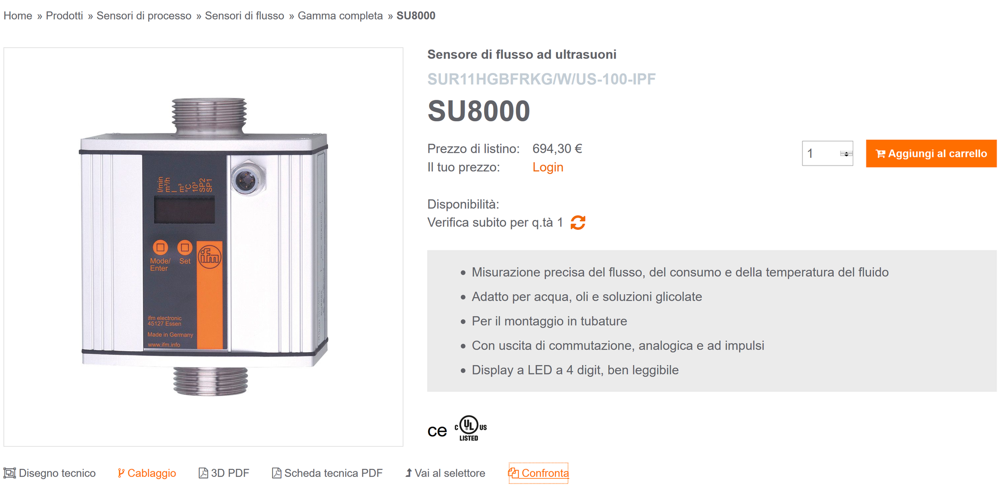 Home » Prodotti » Sensori di processo » Sensori di flusso » Gamma completa » SU8000
Sensore di flusso ad ultrasuoni
SUR11HGBFRKG/W/US-100-IPF
SU8000
Prezzo di listino: 694,30 €
Il tuo prezzo: Login
1
Aggiungi al carrello
Disponibilità:
Verifica subito per q.tà 1
• Misurazione precisa del flusso, del consumo e della temperatura del fluido
• Adatto per acqua, oli e soluzioni glicolate
• Per il montaggio in tubature
• Con uscita di commutazione, analogica e ad impulsi
• Display a LED a 4 digit, ben leggibile
CE
C UL® US
LISTED
l/min
m³/h
l
m³
°C
10³
SP2
SP1
Mode/
Enter
Set
ifm
ifm electronic
45127 Essen
Made in Germany
www.ifm.info
Disegno tecnico
Cablaggio
3D PDF
Scheda tecnica PDF
Vai al selettore
Confronta